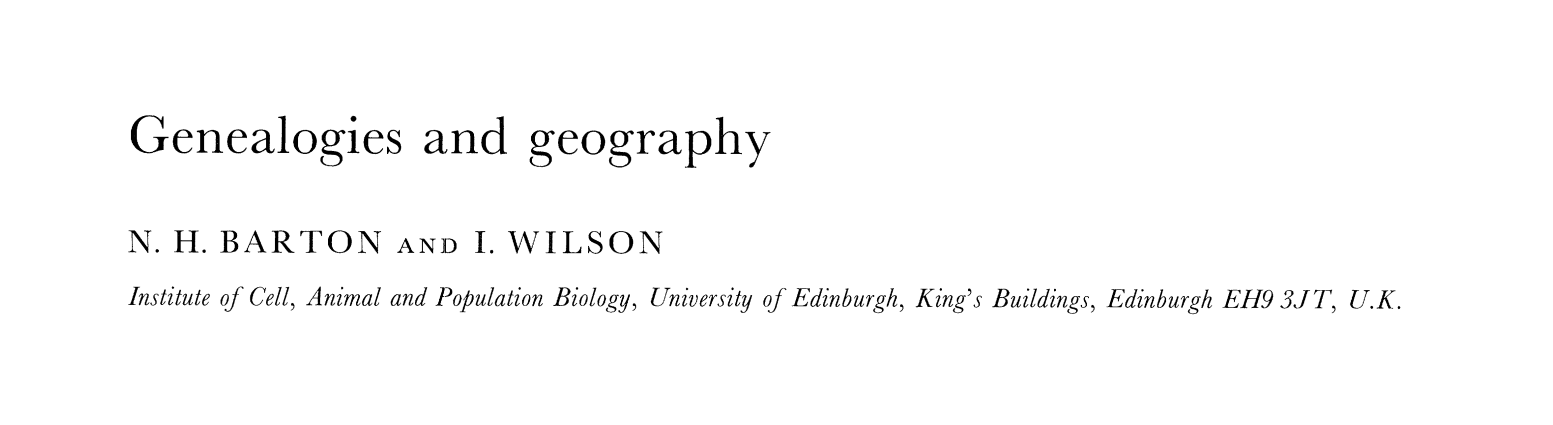 Genealogies and geography
N. H. BARTON AND I. WILSON
Institute of Cell, Animal and Population Biology, University of Edinburgh, King's Buildings, Edinburgh EH9 3JT, U.K.